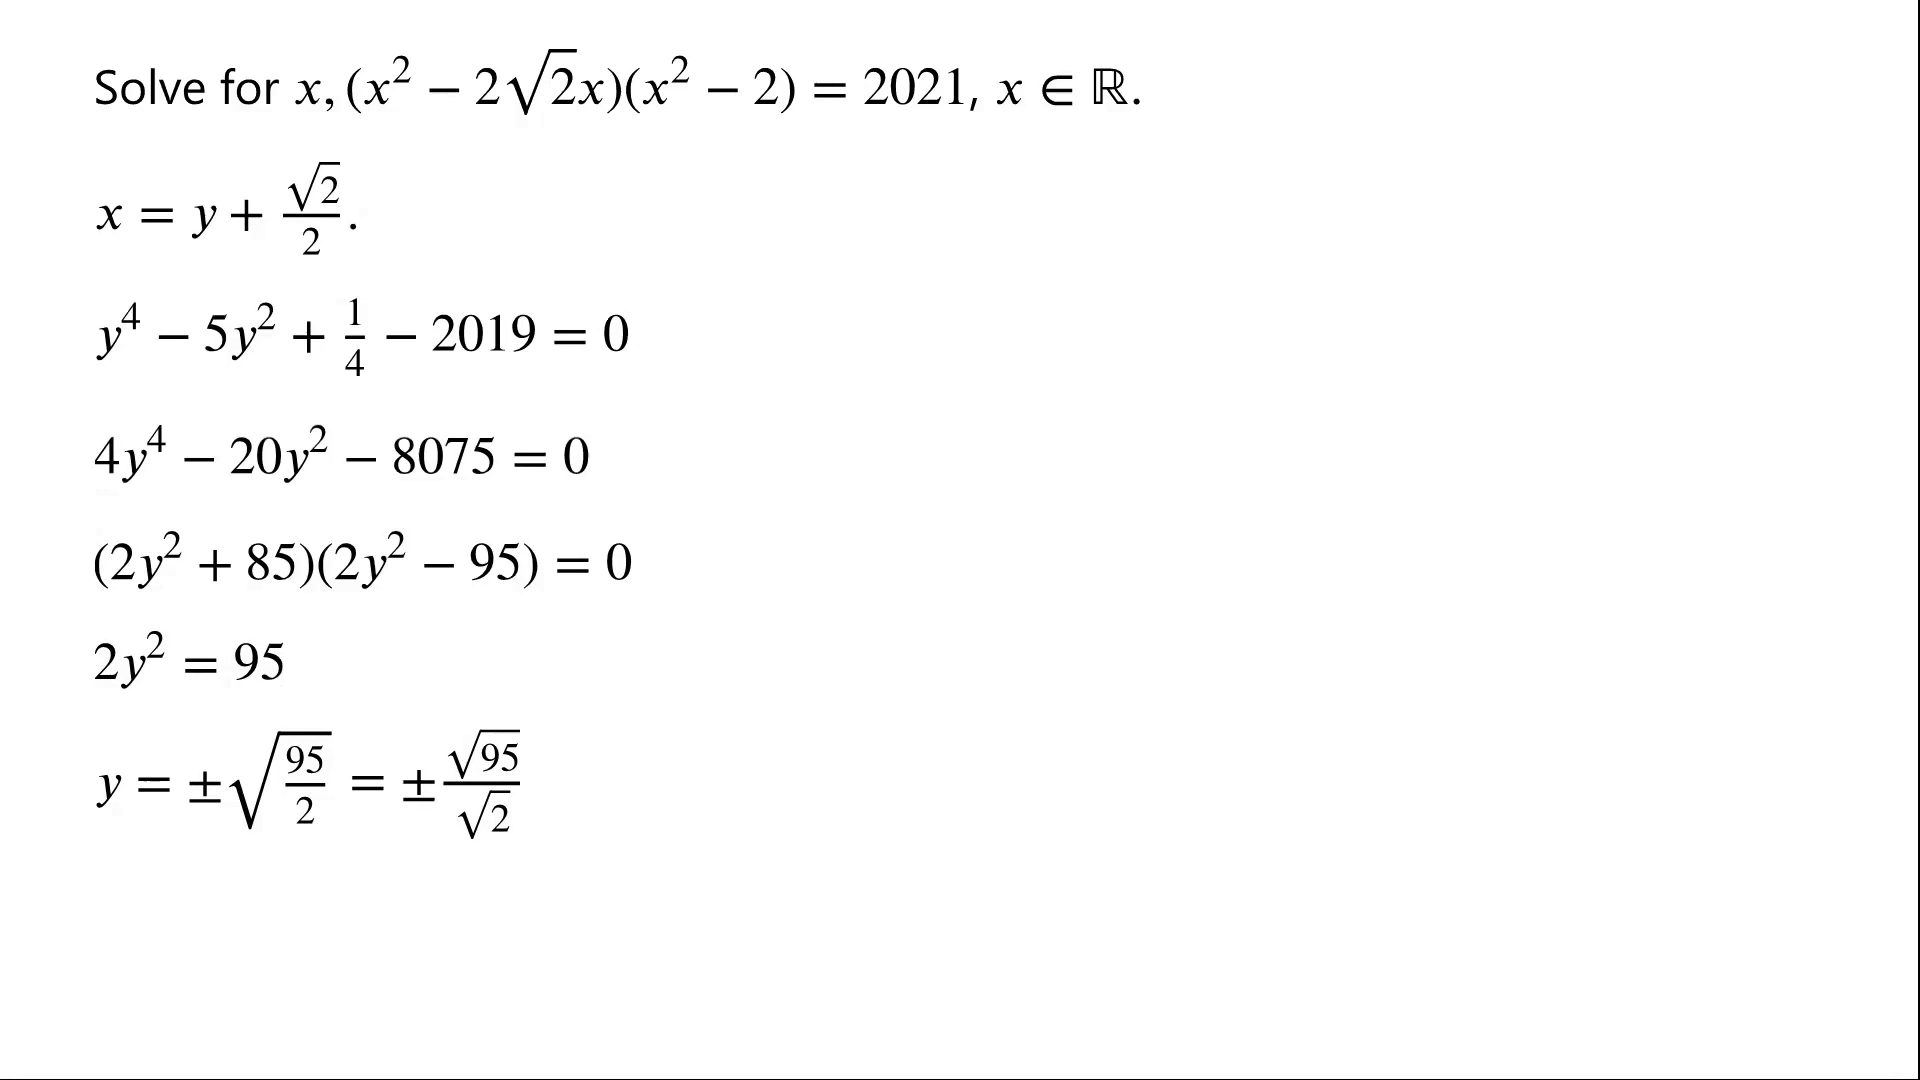 Solve for x, (x² − 2√2x)(x² − 2) = 2021, x ∈ ℝ.
x = y + √2/2.
y⁴ − 5y² + 1/4 − 2019 = 0
4y⁴ − 20y² − 8075 = 0
(2y² + 85)(2y² − 95) = 0
2y² = 95
y = ±√(95/2) = ±√95/√2